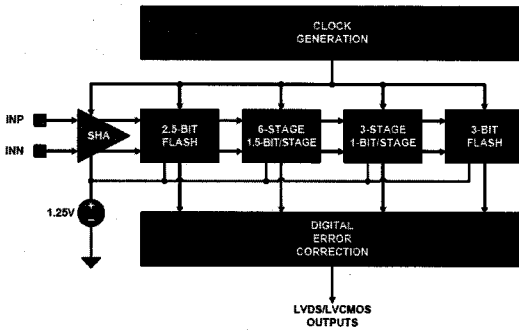 CLOCK
GENERATION
INP
INN
SHA
2.5-BIT
FLASH
6-STAGE
1.5-BIT/STAGE
3-STAGE
1-BIT/STAGE
3-BIT
FLASH
1.25V
DIGITAL
ERROR
CORRECTION
LVDS/LVCMOS
OUTPUTS